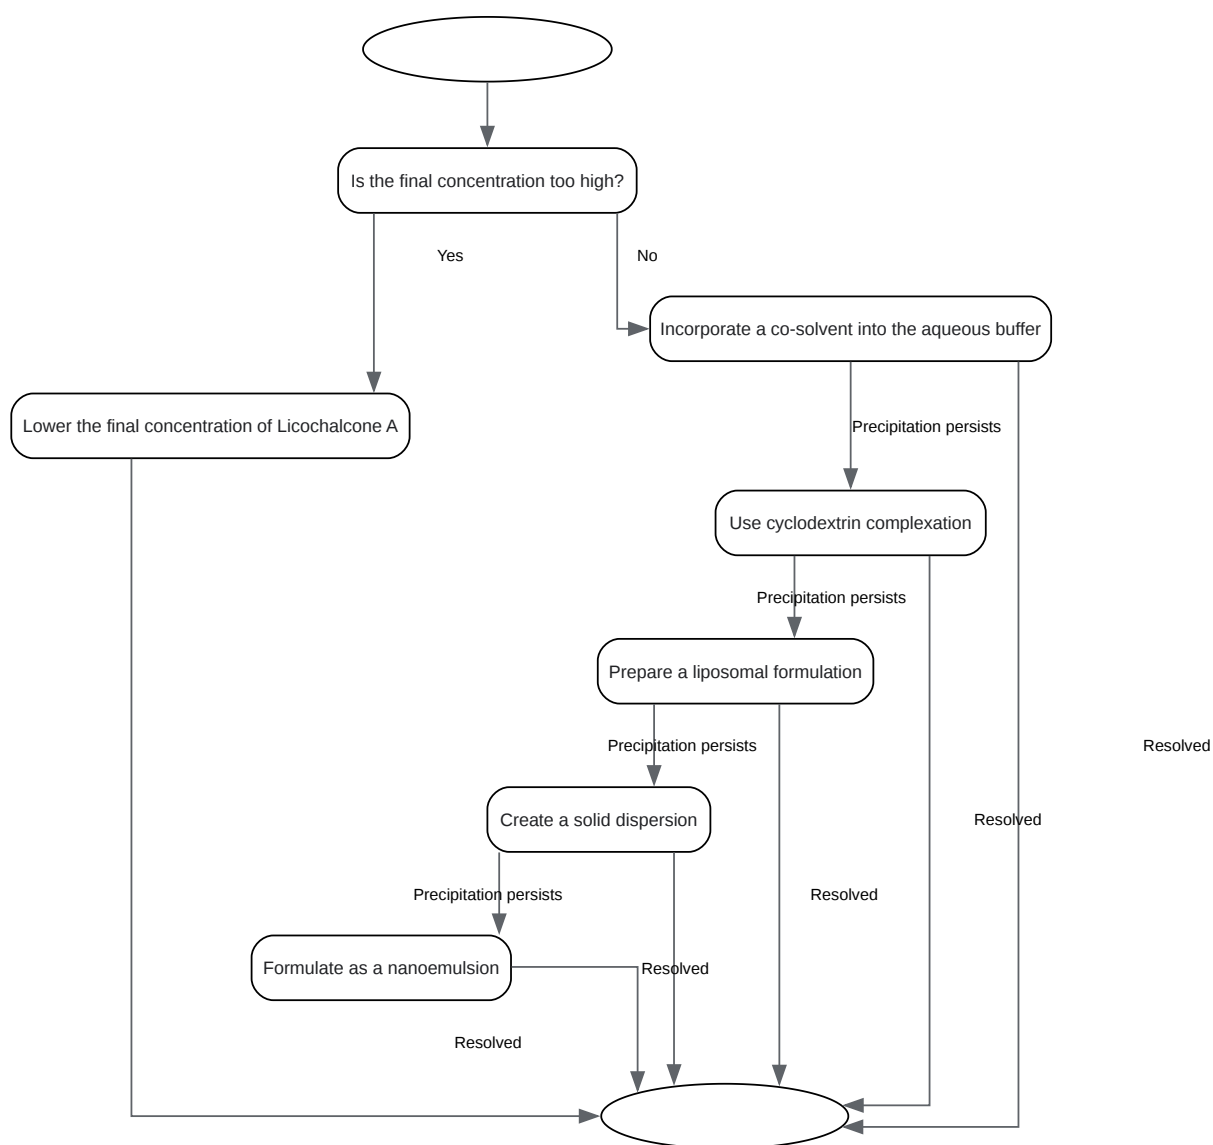 Is the final concentration too high?
Yes
No
Incorporate a co-solvent into the aqueous buffer
Lower the final concentration of Licochalcone A
Precipitation persists
Use cyclodextrin complexation
Precipitation persists
Prepare a liposomal formulation
Precipitation persists
Resolved
Create a solid dispersion
Resolved
Precipitation persists
Resolved
Formulate as a nanoemulsion
Resolved
Resolved